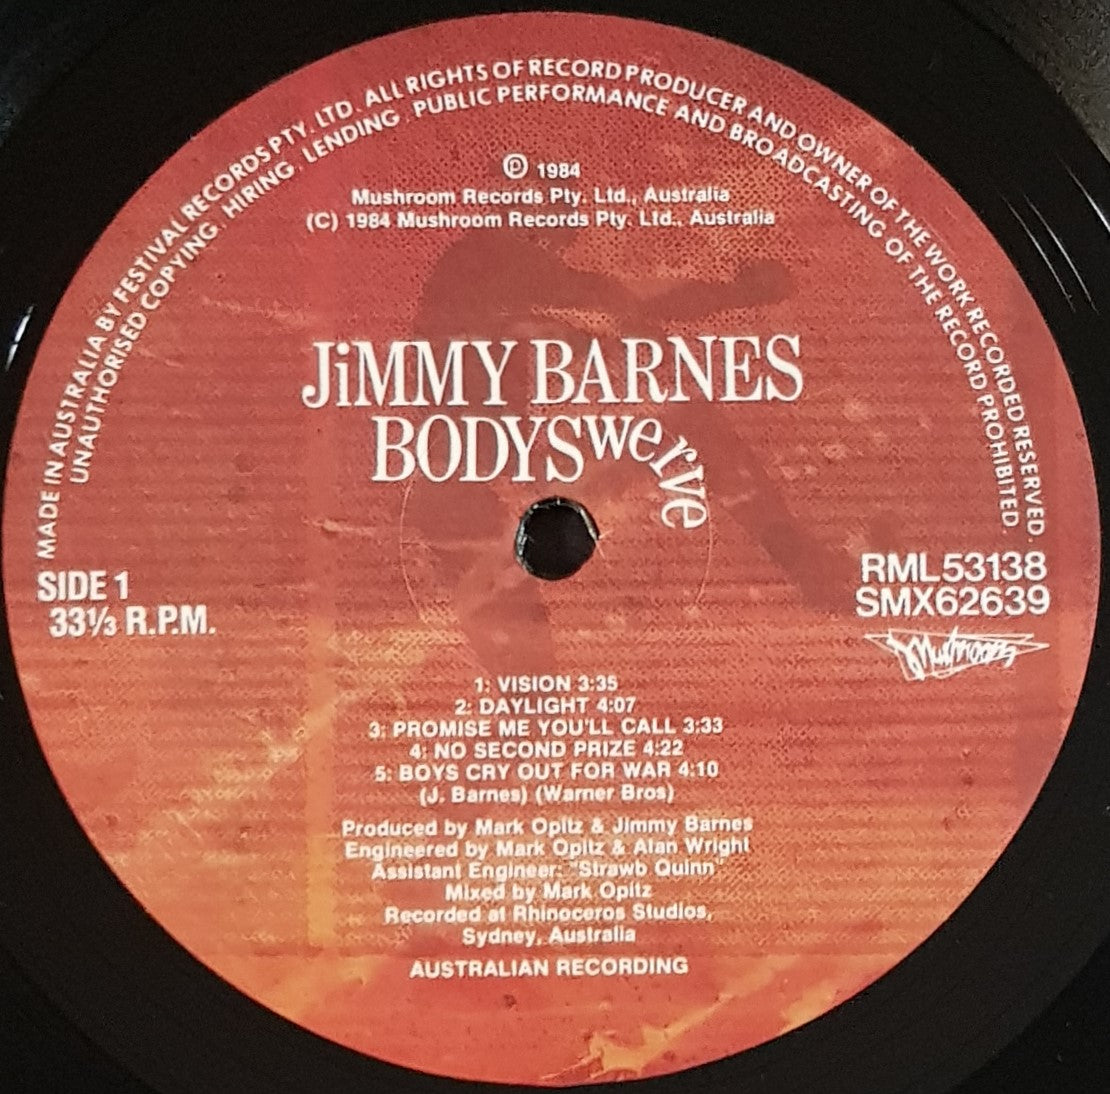 MADE IN AUSTRALIA BY FESTIVAL RECORDS PTY. LTD. ALL RIGHTS OF RECORD PRODUCER AND OWNER OF THE WORK RECORDED RESERVED.
UNAUTHORISED COPYING, HIRING, LENDING, PUBLIC PERFORMANCE AND BROADCASTING OF THE RECORD PROHIBITED.
℗ 1984
Mushroom Records Pty. Ltd., Australia
(C) 1984 Mushroom Records Pty. Ltd., Australia
JiMMY BARNES
BODYSwerve
SIDE 1
33⅓ R.P.M.
RML53138
SMX62639
Mushroom
1: VISION 3:35
2: DAYLIGHT 4:07
3: PROMISE ME YOU'LL CALL 3:33
4: NO SECOND PRIZE 4:22
5: BOYS CRY OUT FOR WAR 4:10
(J. Barnes) (Warner Bros)
Produced by Mark Opitz & Jimmy Barnes
Engineered by Mark Opitz & Alan Wright
Assistant Engineer: "Strawb Quinn"
Mixed by Mark Opitz
Recorded at Rhinoceros Studios,
Sydney, Australia
AUSTRALIAN RECORDING